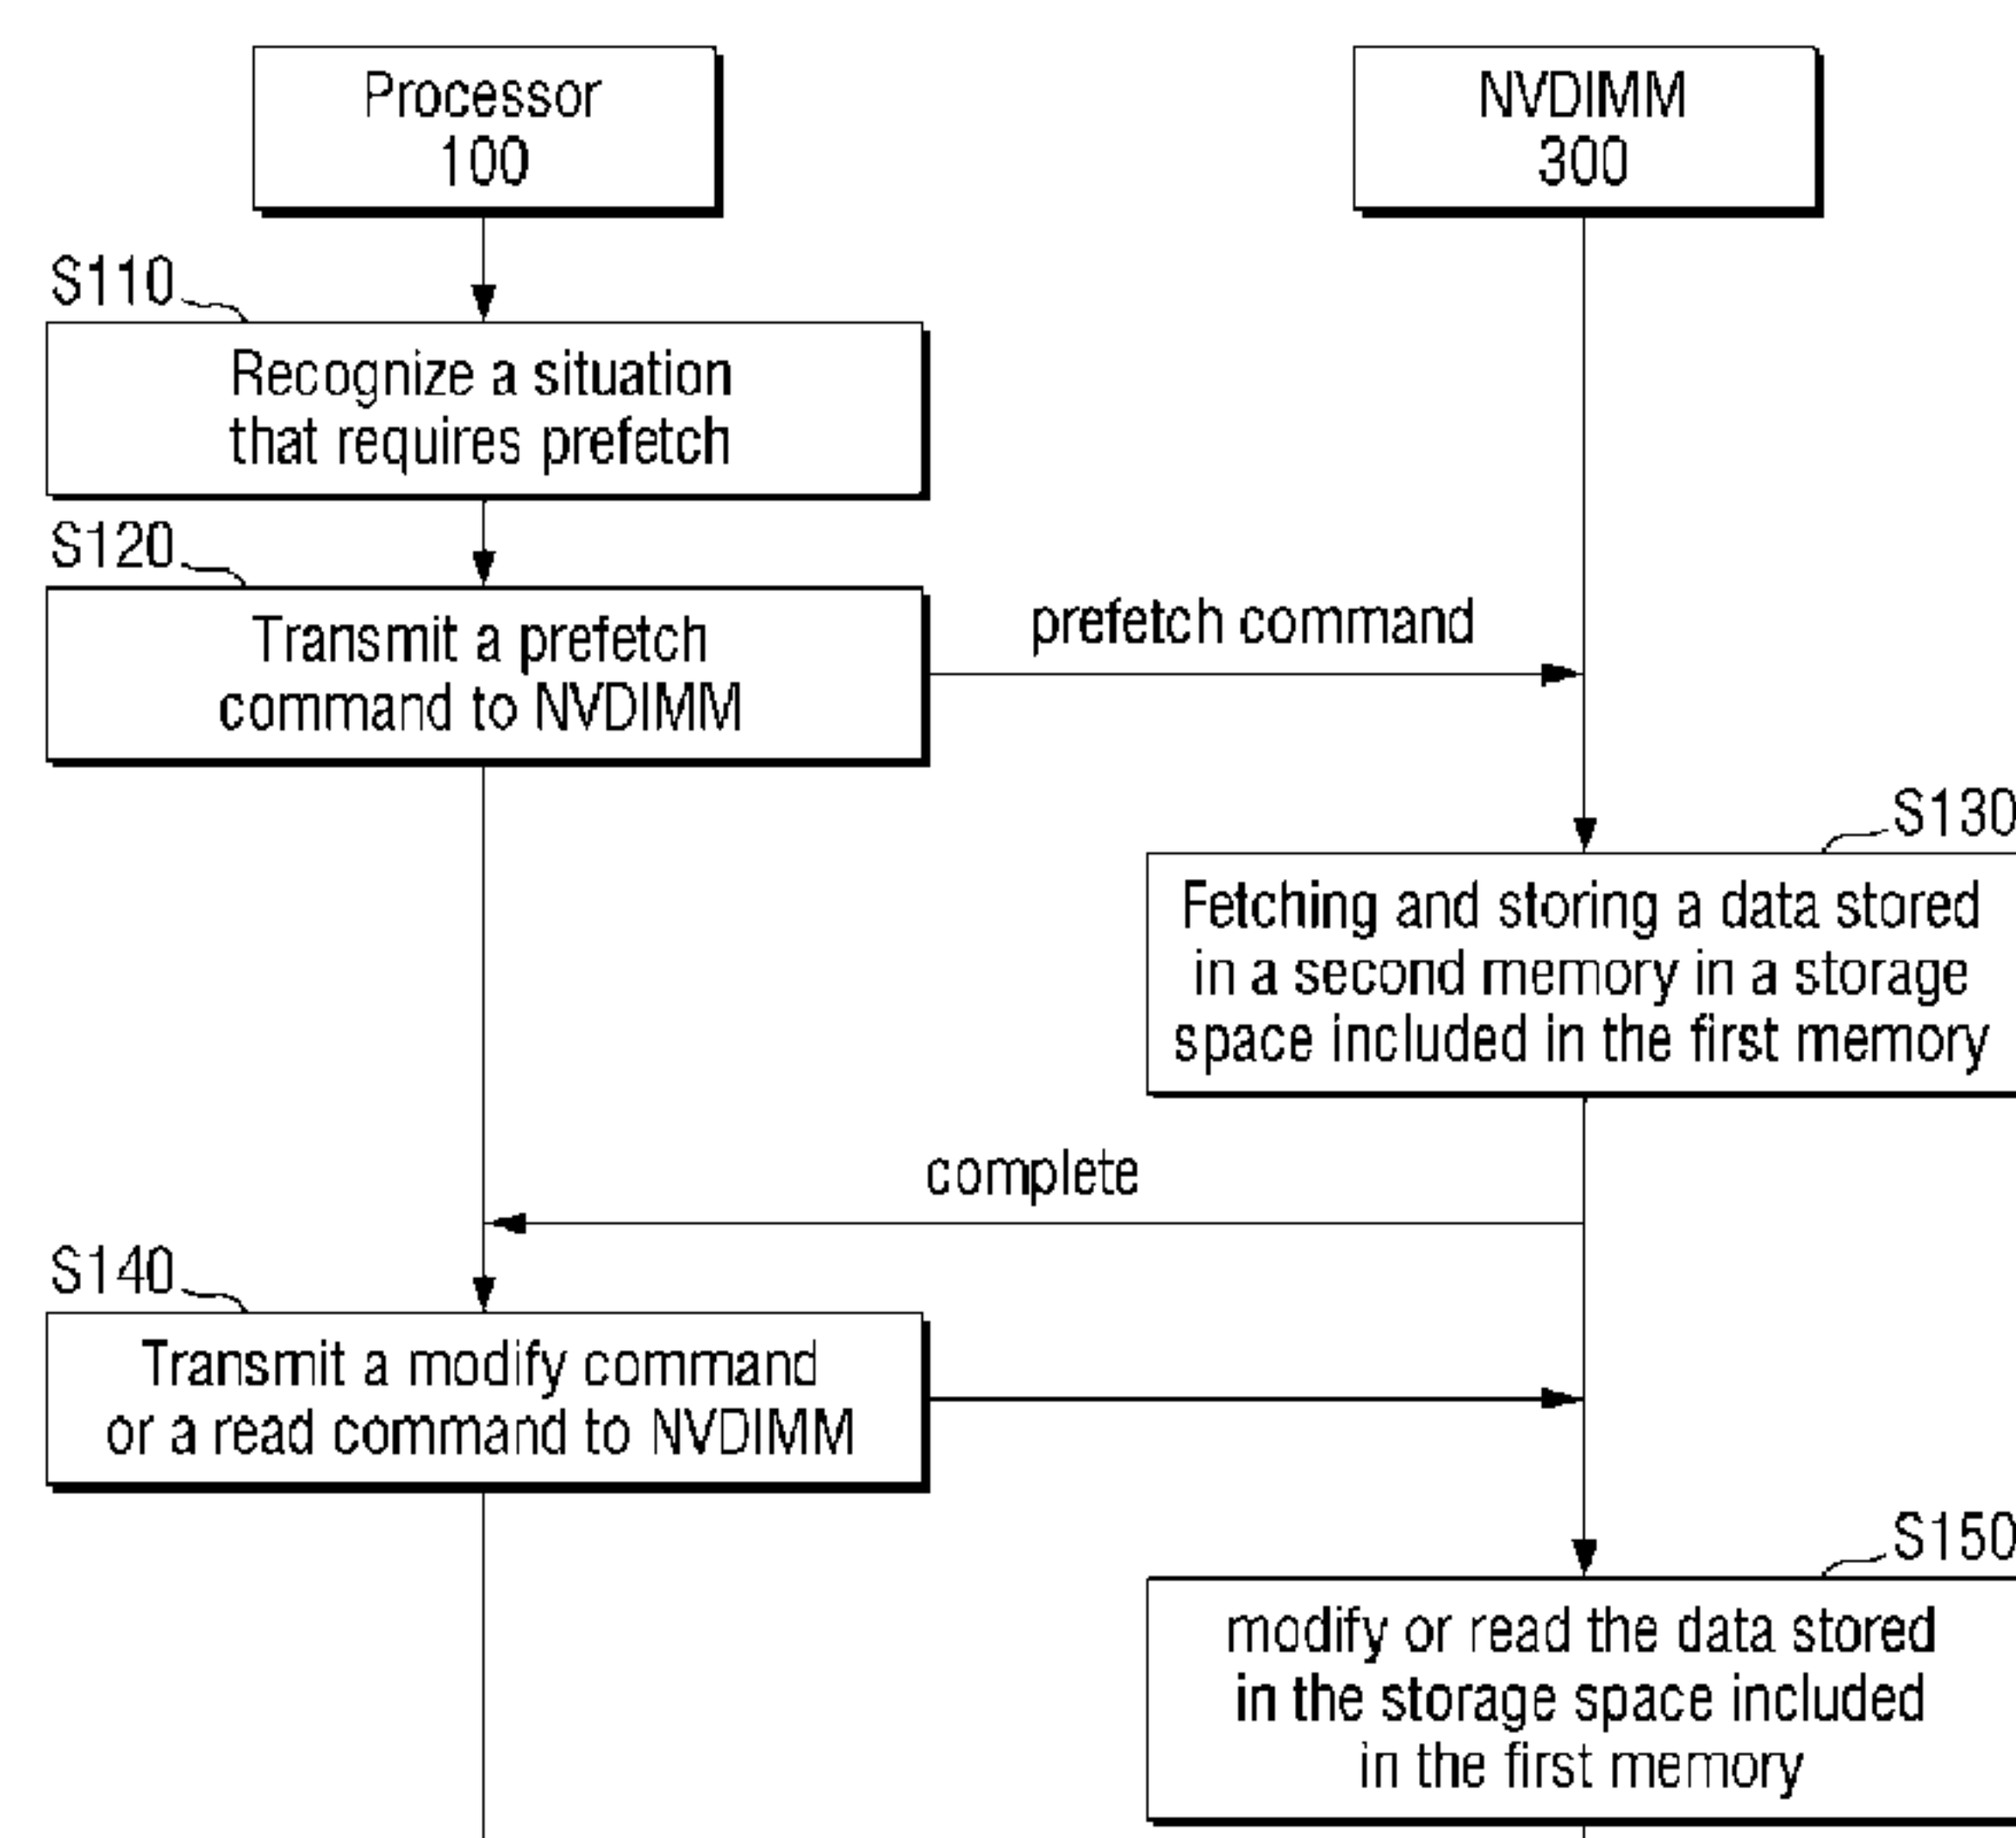 Processor
100
NVDIMM
300
S110
Recognize a situation
that requires prefetch
S120
Transmit a prefetch
command to NVDIMM
prefetch command
S130
Fetching and storing a data stored
in a second memory in a storage
space included in the first memory
complete
S140
Transmit a modify command
or a read command to NVDIMM
S150
modify or read the data stored
in the storage space included
in the first memory